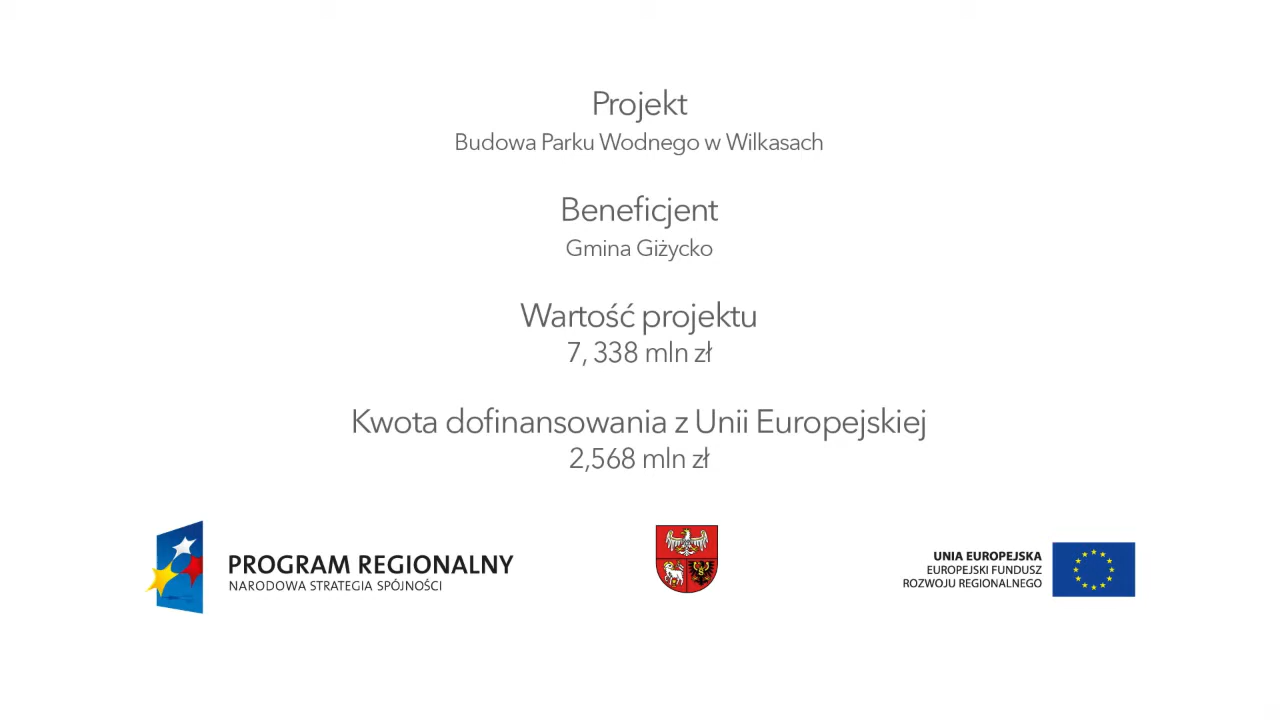 Projekt
Budowa Parku Wodnego w Wilkasach
Beneficjent
Gmina Giżycko
Wartość projektu
7, 338 mln zł
Kwota dofinansowania z Unii Europejskiej
2,568 mln zł
PROGRAM REGIONALNY
NARODOWA STRATEGIA SPÓJNOŚCI
UNIA EUROPEJSKA
EUROPEJSKI FUNDUSZ
ROZWOJU REGIONALNEGO